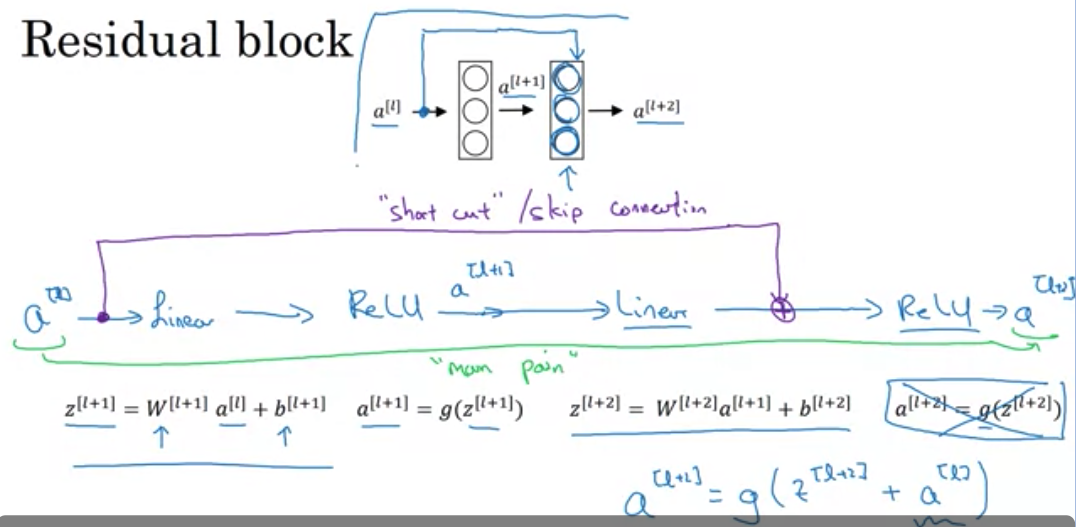 Residual block
a[l] a[l+1] a[l+2]
"short cut" / skip connection
a[l] → Linear → ReLU a[l+1] → Linear → ReLU → a[l+2]
"main path"
z[l+1] = W[l+1] a[l] + b[l+1] a[l+1] = g(z[l+1]) z[l+2] = W[l+2]a[l+1] + b[l+2] a[l+2] = g(z[l+2])
a[l+2] = g(z[l+2] + a[l])